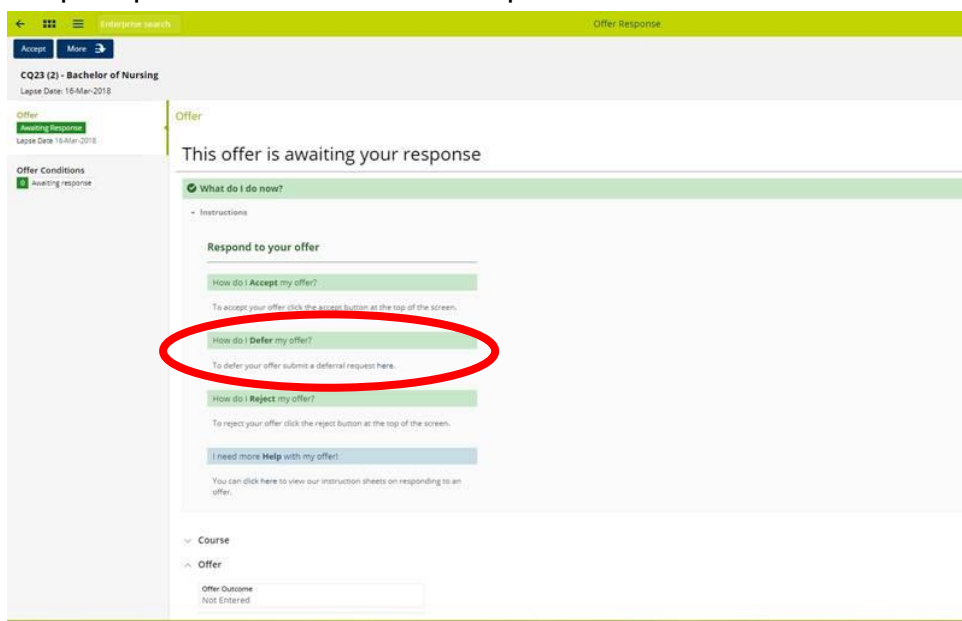 Enterprise search
Offer Response
Accept
More
CQ23 (2) - Bachelor of Nursing
Lapse Date: 16-Mar-2018
Offer
Awaiting Response
Lapse Date 16-Mar-2018
Offer Conditions
0 Awaiting response
Offer
This offer is awaiting your response
What do I do now?
Instructions
Respond to your offer
How do I Accept my offer?
To accept your offer click the accept button at the top of the screen.
How do I Defer my offer?
To defer your offer submit a deferral request here.
How do I Reject my offer?
To reject your offer click the reject button at the top of the screen.
I need more Help with my offer!
You can click here to view our instruction sheets on responding to an
offer.
Course
Offer
Offer Outcome
Not Entered